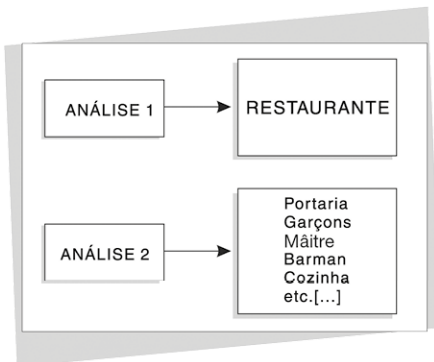 ANÁLISE 1
RESTAURANTE
ANÁLISE 2
Portaria
Garçons
Mâitre
Barman
Cozinha
etc.[...]